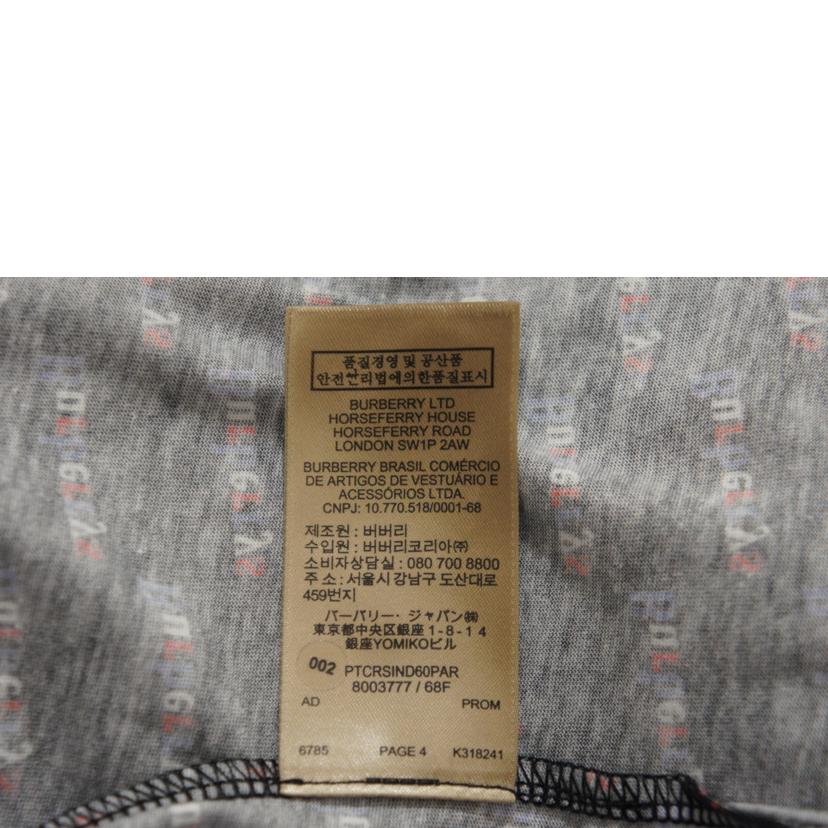 품질경영 및 공산품
안전관리법에의한품질표시
BURBERRY LTD
HORSEFERRY HOUSE
HORSEFERRY ROAD
LONDON SW1P 2AW
BURBERRY BRASIL COMÉRCIO
DE ARTIGOS DE VESTUÁRIO E
ACESSÓRIOS LTDA.
CNPJ: 10.770.518/0001-68
제조원 : 버버리
수입원 : 버버리코리아㈜
소비자상담실 : 080 700 8800
주 소 : 서울시 강남구 도산대로
459번지
バーバリー・ジャパン㈱
東京都中央区銀座 1-8-14
銀座YOMIKOビル
002
PTCRSIND60PAR
8003777 / 68F
AD PROM
6785 PAGE 4 K318241